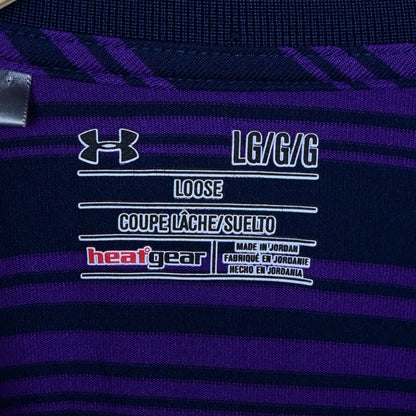 LG/G/G
LOOSE
COUPE LÂCHE/SUELTO
heatgear
MADE IN JORDAN
FABRIQUÉ EN JORDANIE
HECHO EN JORDANIA